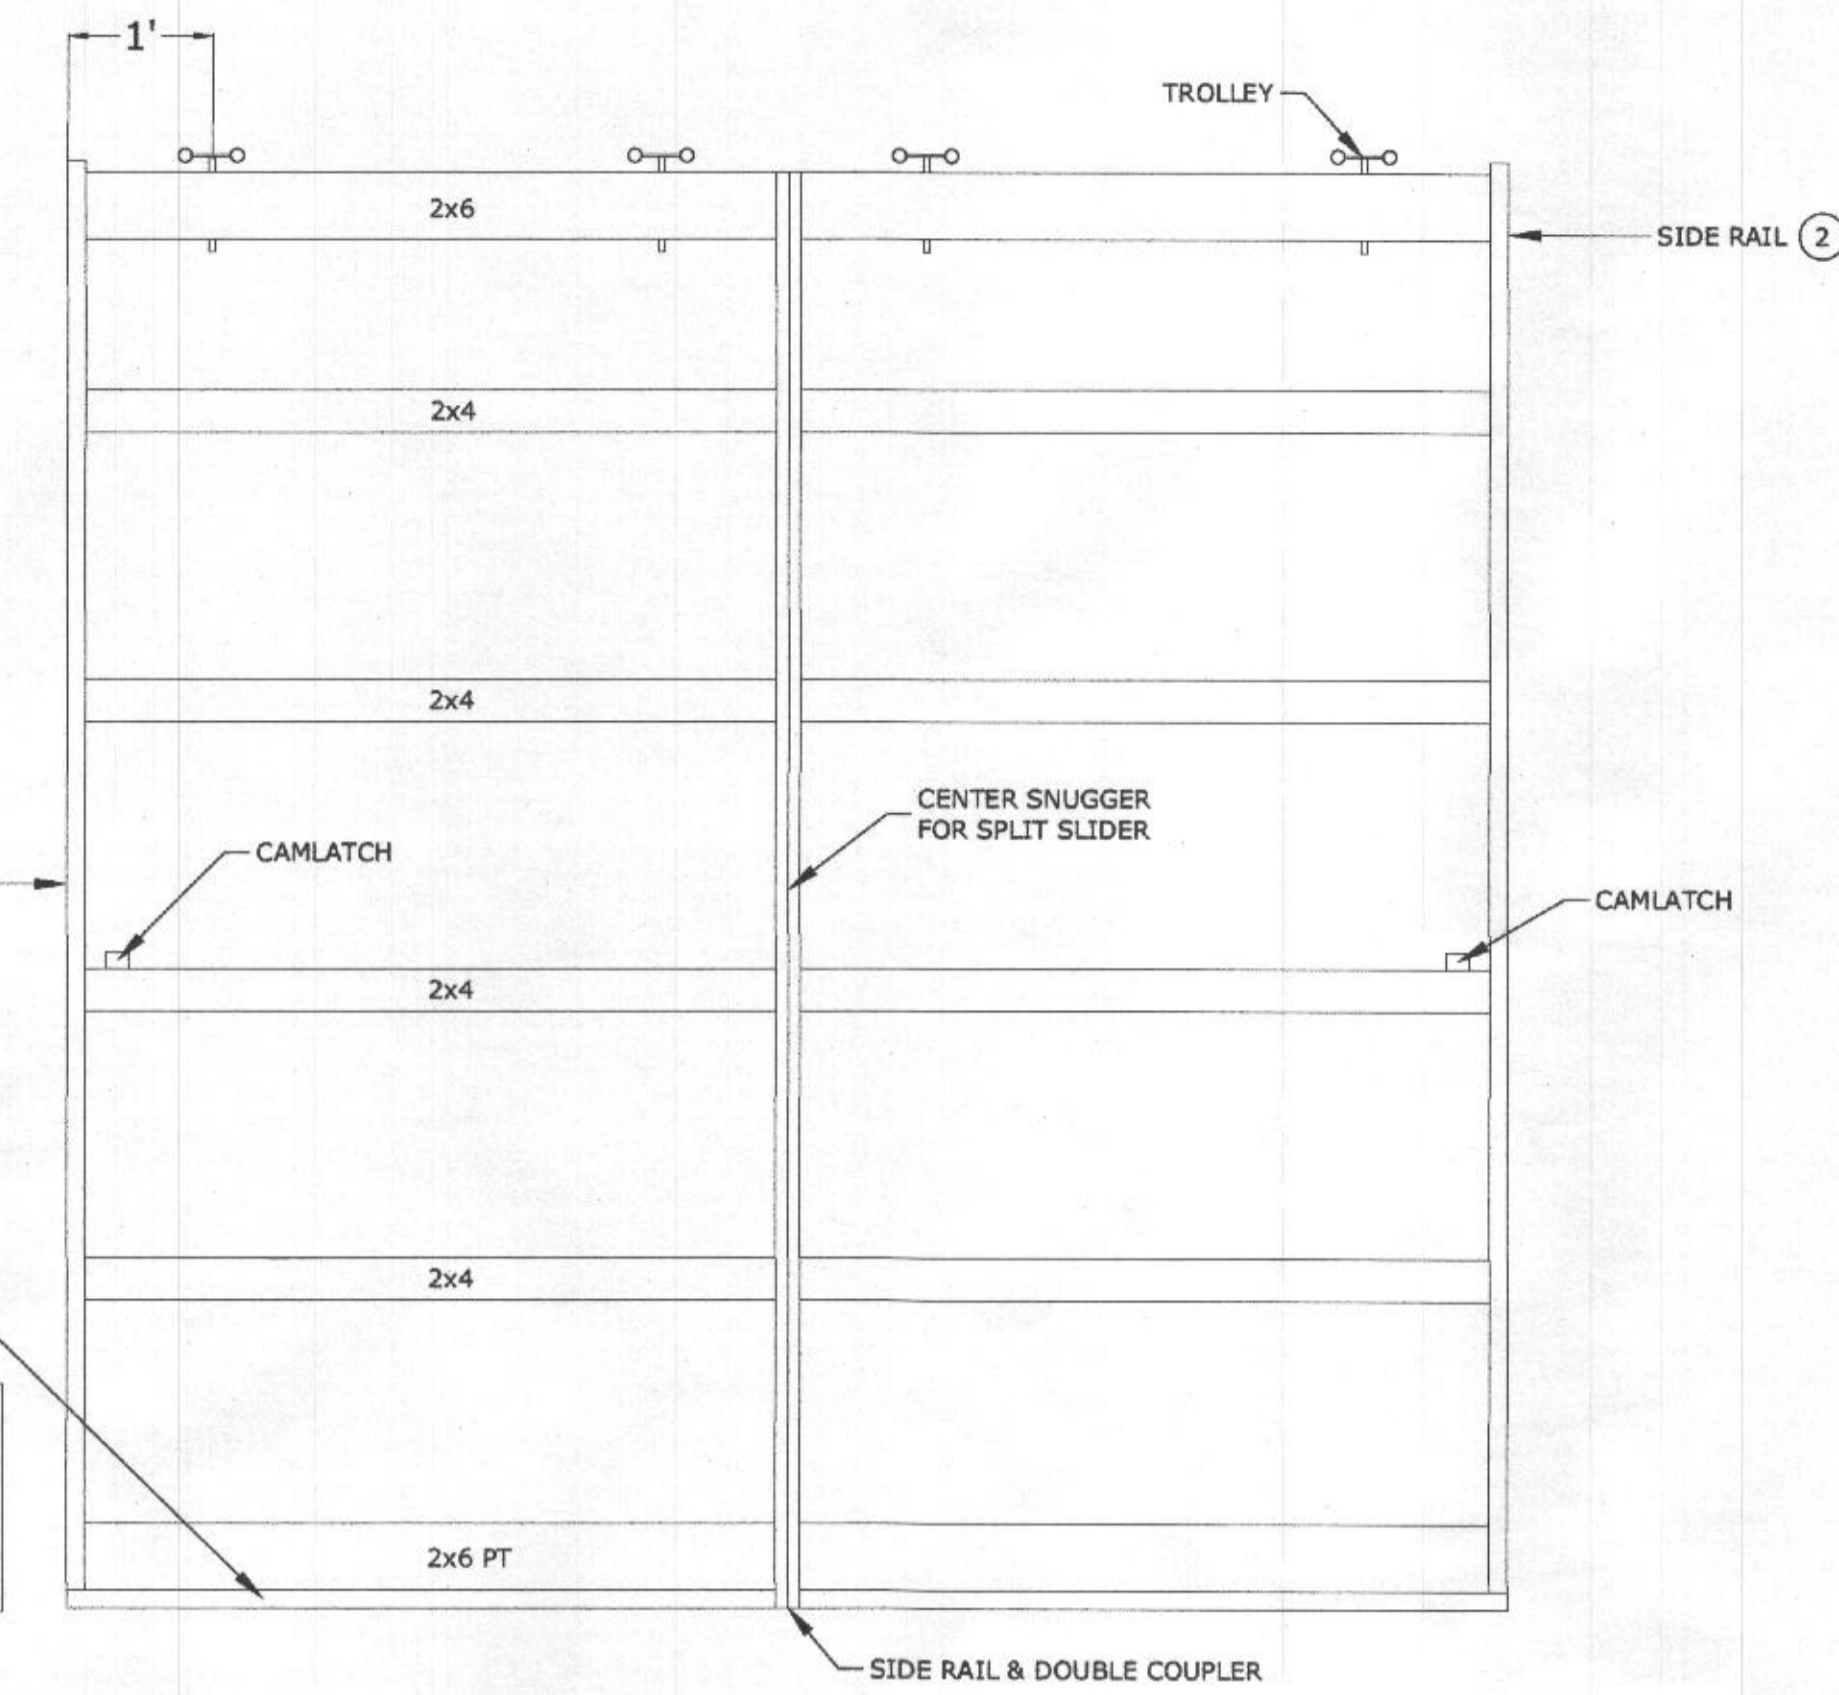 1'
TROLLEY
2x6
SIDE RAIL 2
2x4
2x4
CENTER SNUGGER
FOR SPLIT SLIDER
CAMLATCH
CAMLATCH
2x4
2x4
2x6 PT
SIDE RAIL & DOUBLE COUPLER